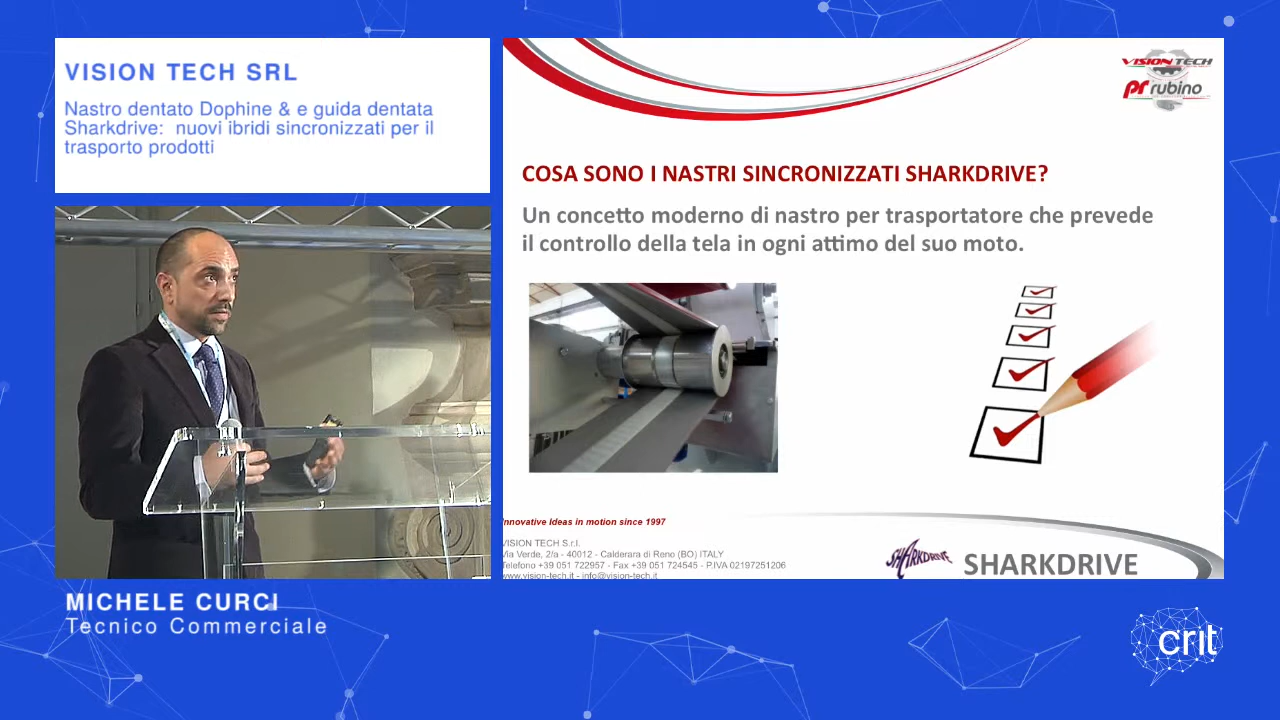 VISION TECH SRL
Nastro dentato Dophine & e guida dentata
Sharkdrive: nuovi ibridi sincronizzati per il
trasporto prodotti
VISION TECH
pr rubino
COSA SONO I NASTRI SINCRONIZZATI SHARKDRIVE?
Un concetto moderno di nastro per trasportatore che prevede
il controllo della tela in ogni attimo del suo moto.
Innovative Ideas in motion since 1997
VISION TECH S.r.l.
Via Verde, 2/a - 40012 - Calderara di Reno (BO) ITALY
Telefono +39 051 722957 - Fax +39 051 724545 - P.IVA 02197251206
www.vision-tech.it - info@vision-tech.it
SHARKDRIVE
SHARKDRIVE
MICHELE CURCI
Tecnico Commerciale
crit